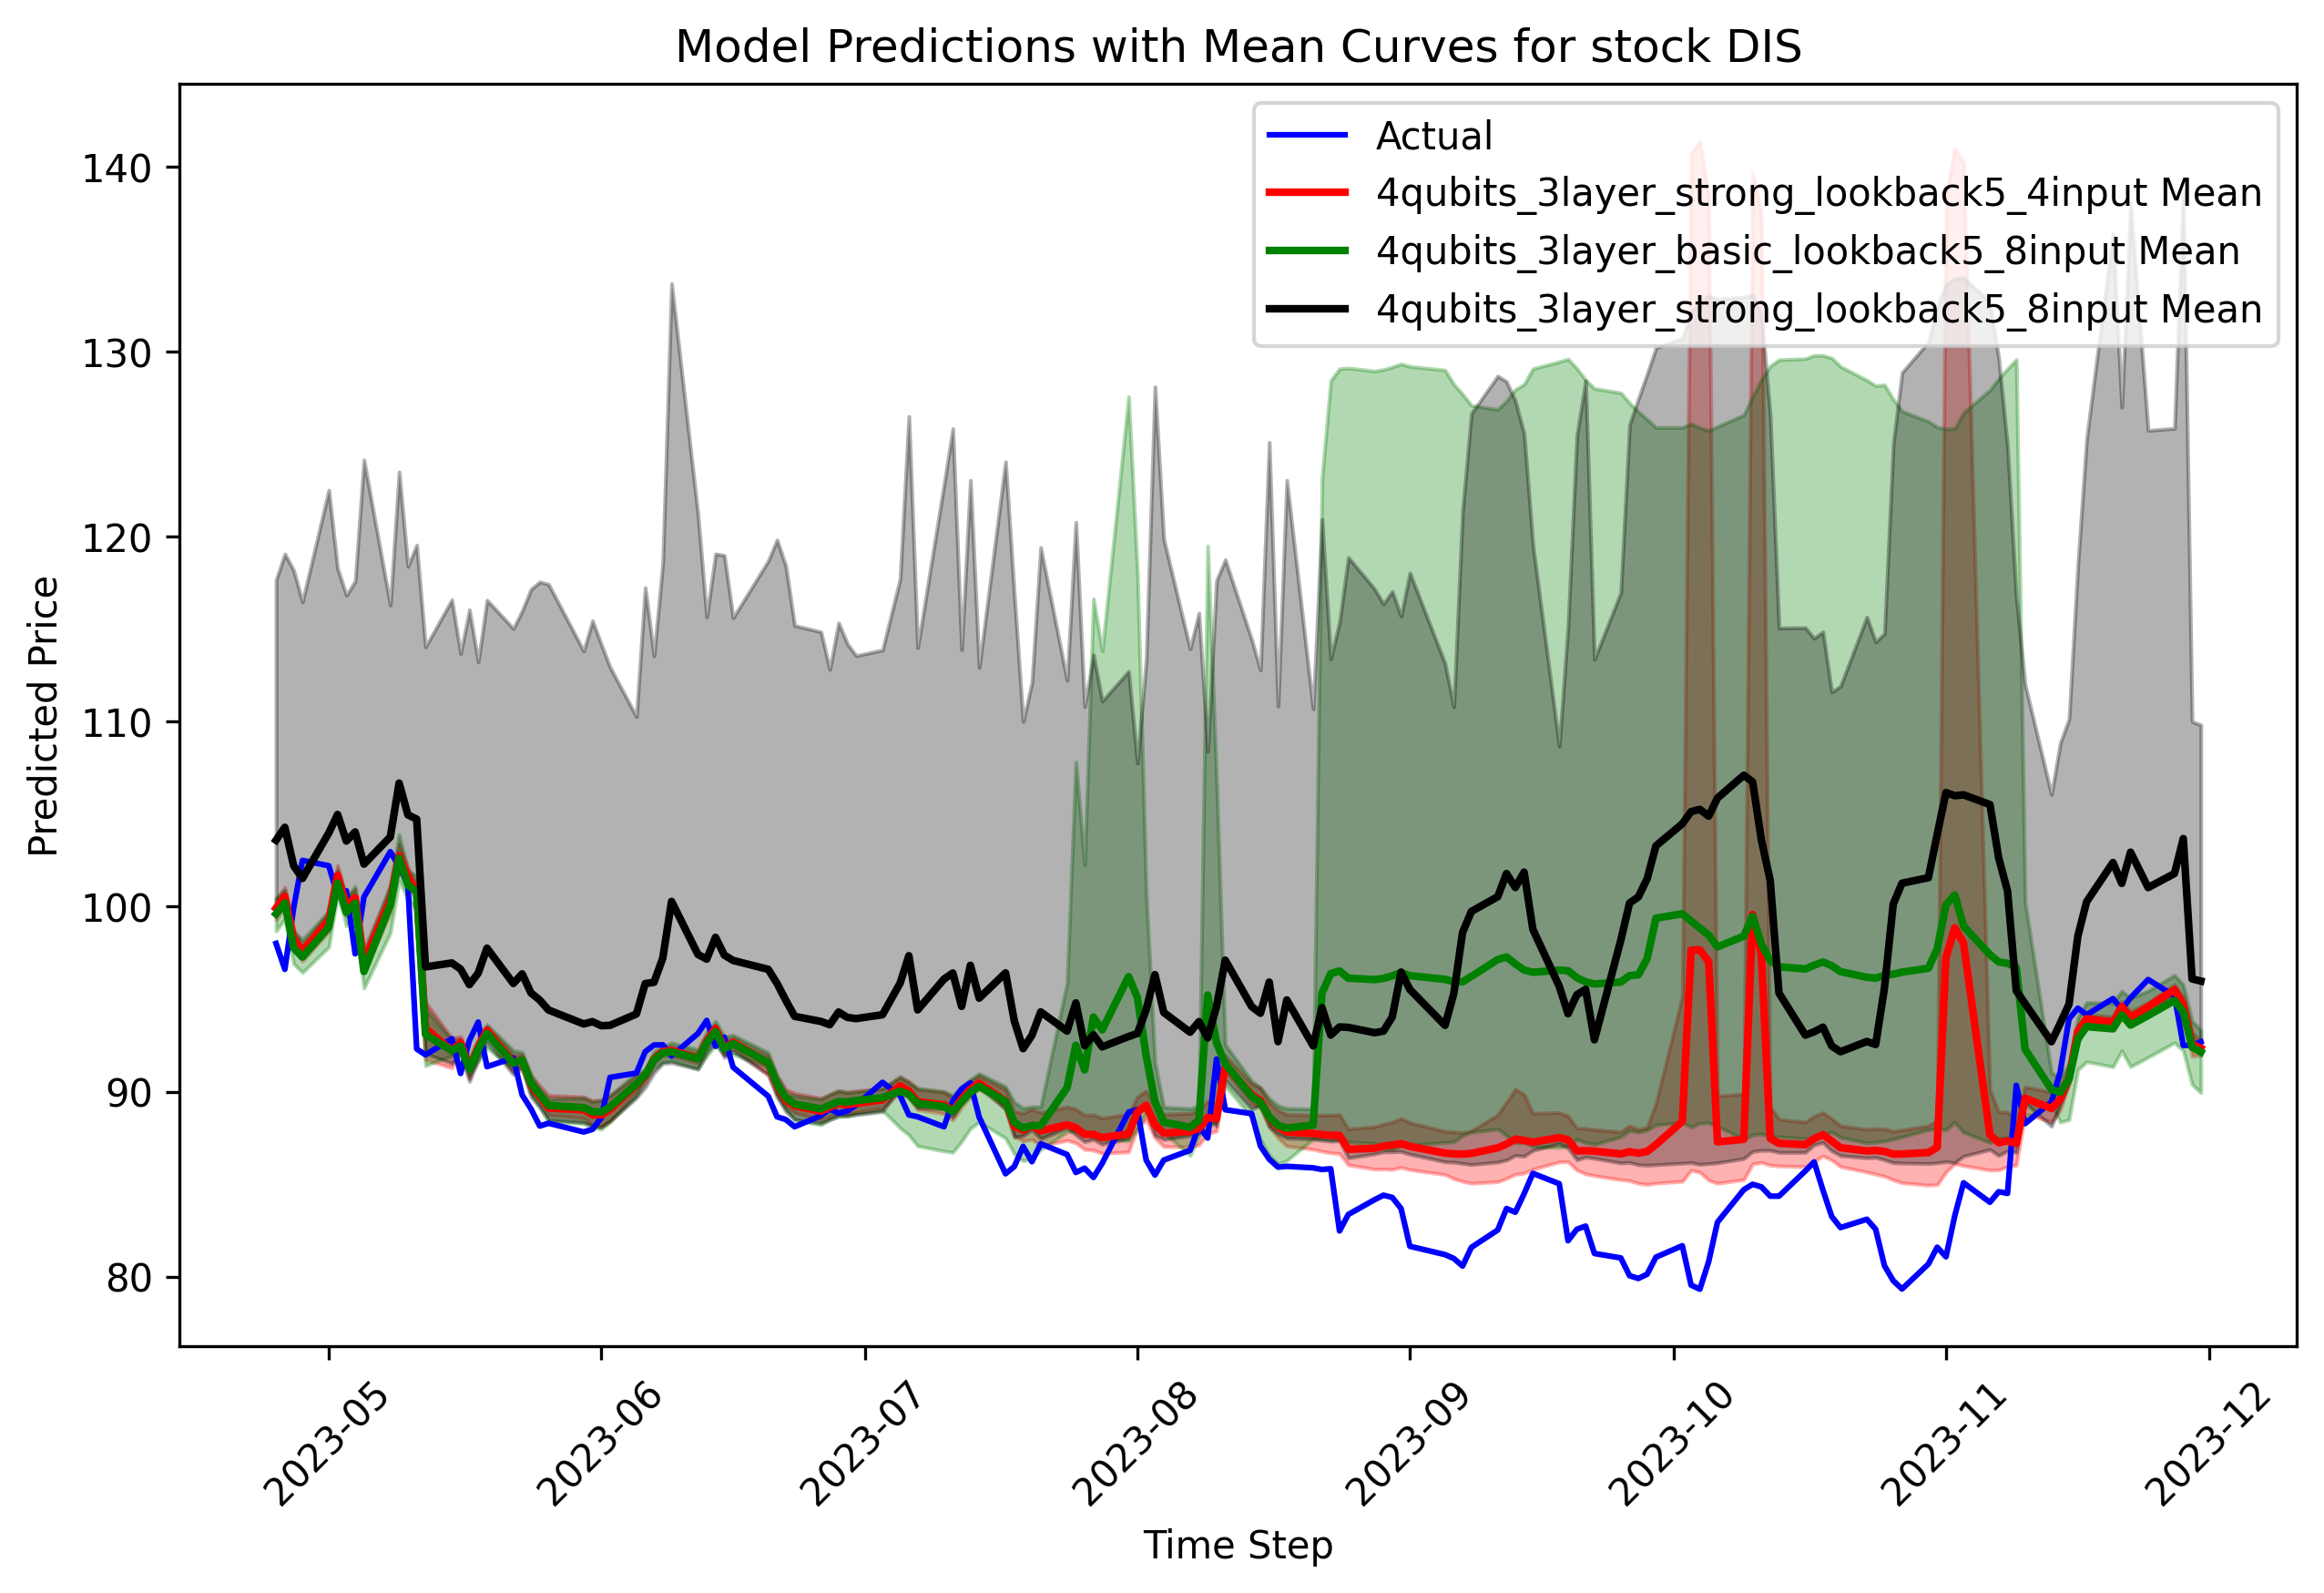 Model Predictions with Mean Curves for stock DIS
Actual
4qubits_3layer_strong_lookback5_4input Mean
4qubits_3layer_basic_lookback5_8input Mean
4qubits_3layer_strong_lookback5_8input Mean
Predicted Price
140
130
120
110
100
90
80
2023-05
2023-06
2023-07
2023-08
2023-09
2023-10
2023-11
2023-12
Time Step